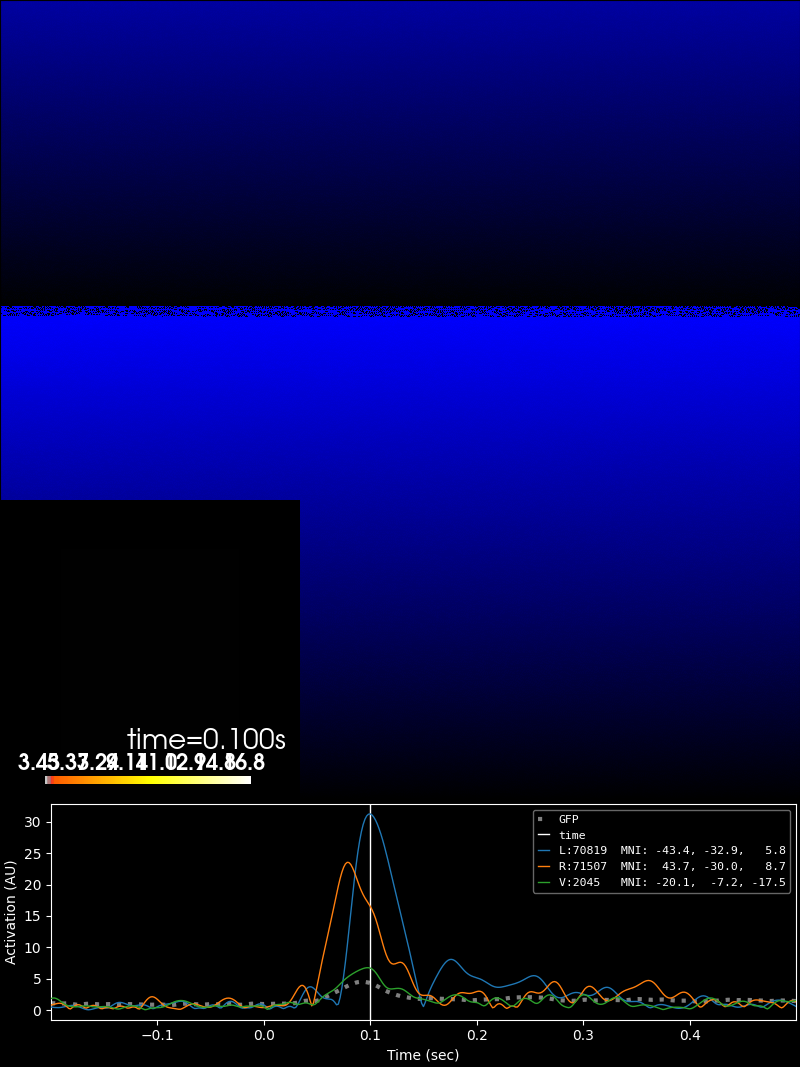 time=0.100s
30
25
20
15
10
5
0
Activation (AU)
GFP
time
L:70819 MNI: -43.4, -32.9, 5.8
R:71507 MNI: 43.7, -30.0, 8.7
V:2045 MNI: -20.1, -7.2, -17.5
−0.1 0.0 0.1 0.2 0.3 0.4
Time (sec)